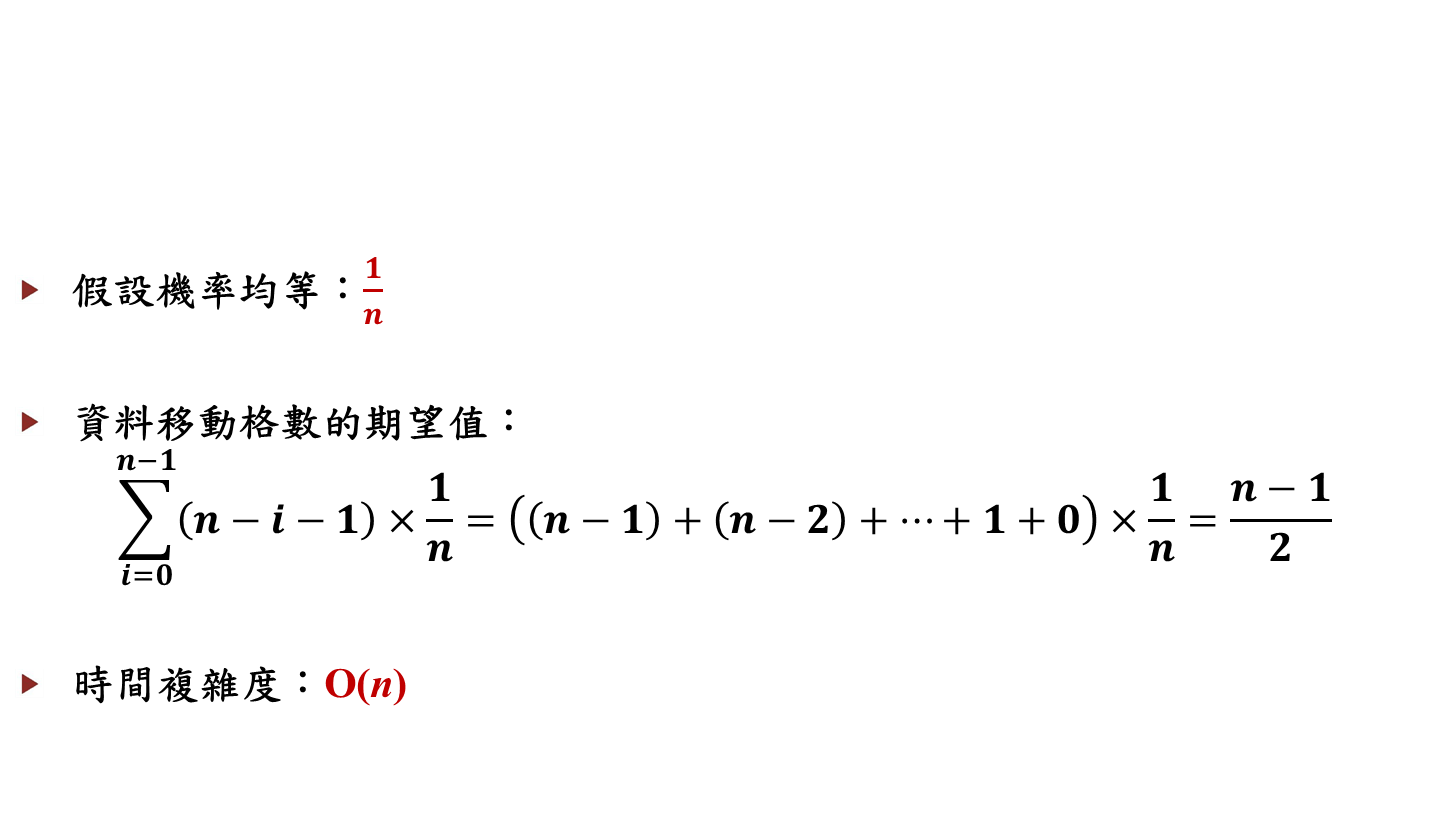 ▶ 假設機率均等：1/n
▶ 資料移動格數的期望值：
∑_{i=0}^{n−1} (n − i − 1) × 1/n = ((n − 1) + (n − 2) + ⋯ + 1 + 0) × 1/n = (n − 1)/2
▶ 時間複雜度：O(n)